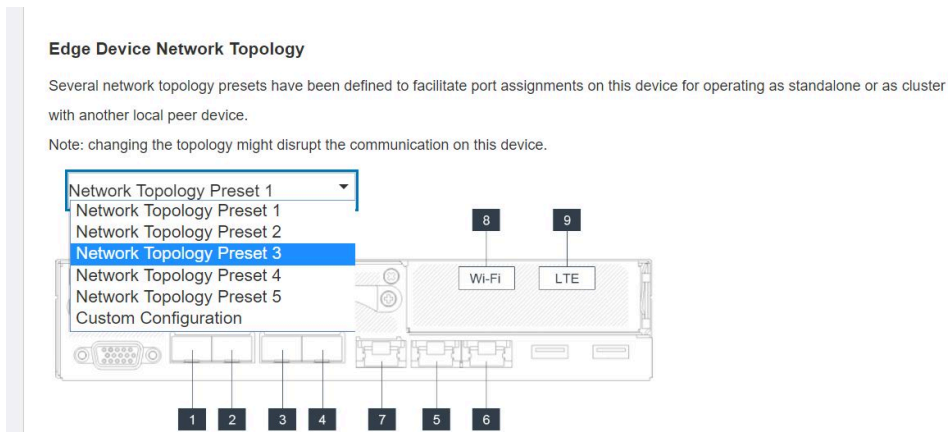 Edge Device Network Topology
Several network topology presets have been defined to facilitate port assignments on this device for operating as standalone or as cluster
with another local peer device.
Note: changing the topology might disrupt the communication on this device.
Network Topology Preset 1
Network Topology Preset 1
Network Topology Preset 2
Network Topology Preset 3
Network Topology Preset 4
Network Topology Preset 5
Custom Configuration
8 9
Wi-Fi LTE
1 2 3 4 7 5 6